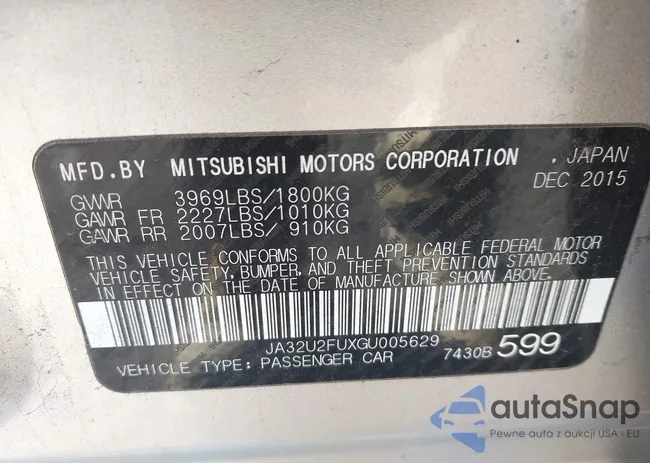 MFD.BY MITSUBISHI MOTORS CORPORATION , JAPAN
DEC 2015
GVWR 3969LBS/1800KG
GAWR FR 2227LBS/1010KG
GAWR RR 2007LBS/ 910KG
THIS VEHICLE CONFORMS TO ALL APPLICABLE FEDERAL MOTOR
VEHICLE SAFETY, BUMPER, AND THEFT PREVENTION STANDARDS
IN EFFECT ON THE DATE OF MANUFACTURE SHOWN ABOVE.
JA32U2FUXGU005629
VEHICLE TYPE: PASSENGER CAR 7430B 599
autaSnap
Pewne auta z aukcji USA i EU